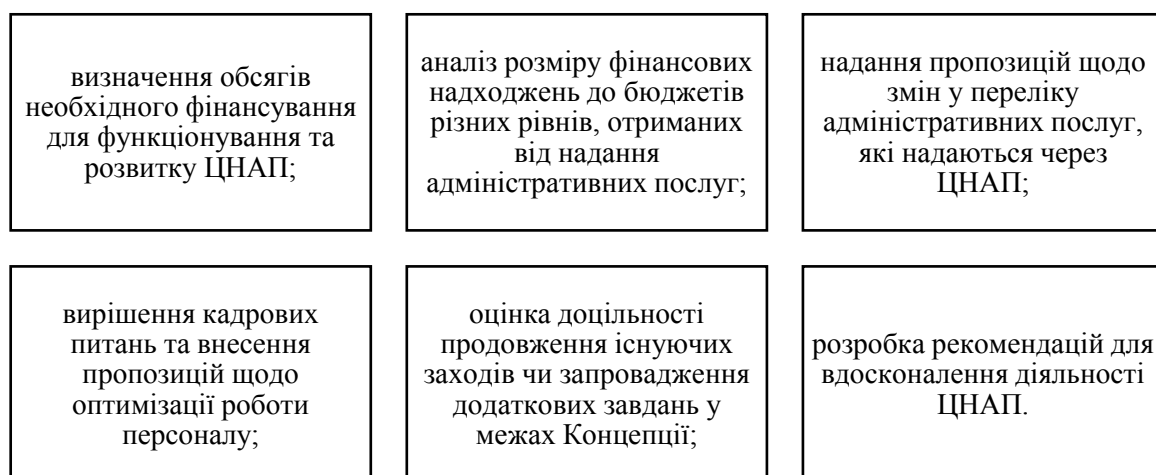 визначення обсягів
необхідного фінансування
для функціонування та
розвитку ЦНАП;
аналіз розміру фінансових
надходжень до бюджетів
різних рівнів, отриманих
від надання
адміністративних послуг;
надання пропозицій щодо
змін у переліку
адміністративних послуг,
які надаються через
ЦНАП;
вирішення кадрових
питань та внесення
пропозицій щодо
оптимізації роботи
персоналу;
оцінка доцільності
продовження існуючих
заходів чи запровадження
додаткових завдань у
межах Концепції;
розробка рекомендацій для
вдосконалення діяльності
ЦНАП.